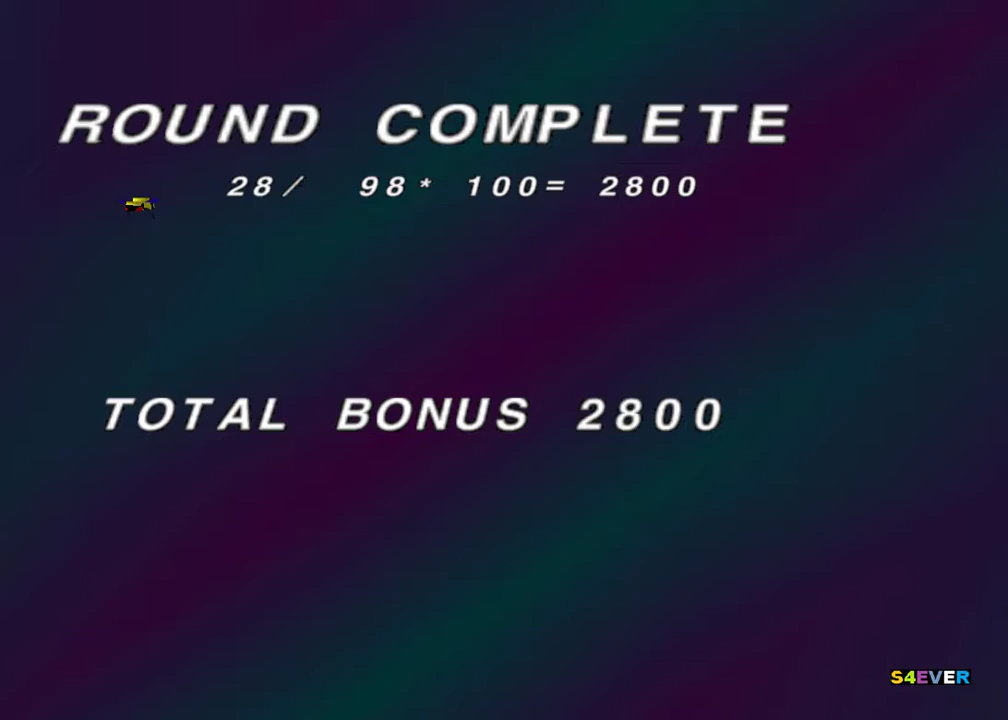 ROUND COMPLETE
28/ 98* 100= 2800
TOTAL BONUS 2800
S4EVER